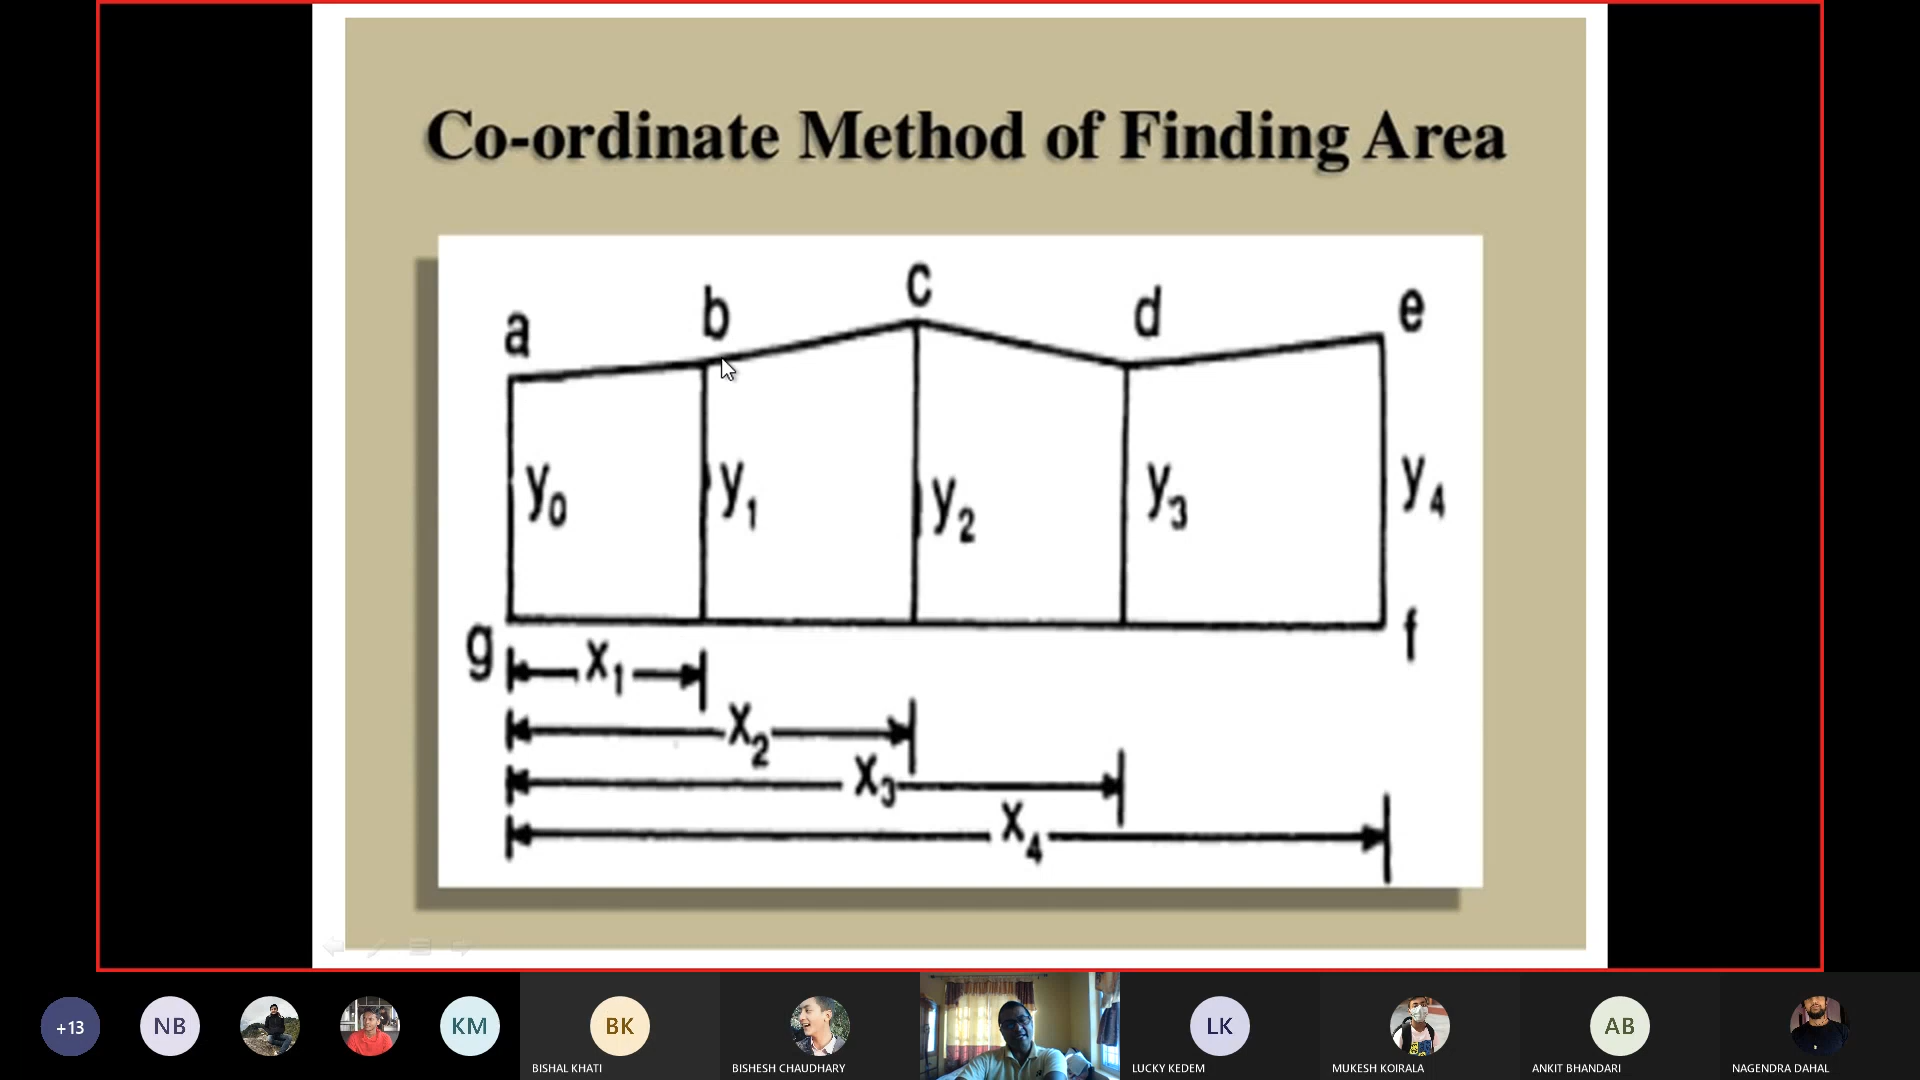 Co-ordinate Method of Finding Area
a b c d e
y0 y1 y2 y3 y4
g f
x1
x2
x3
x4
+13 NB KM BK LK AB
BISHAL KHATI BISHESH CHAUDHARY LUCKY KEDEM MUKESH KOIRALA ANKIT BHANDARI NAGENDRA DAHAL